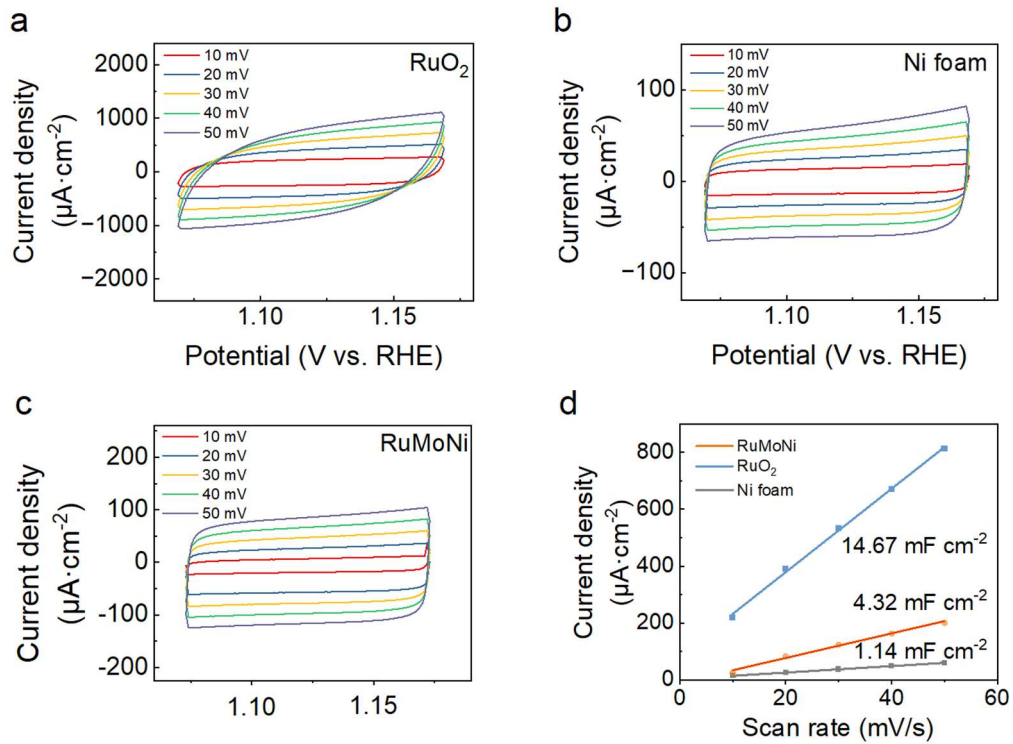 a
RuO₂
10 mV
20 mV
30 mV
40 mV
50 mV
2000
1000
0
−1000
−2000
1.10
1.15
Current density
(μA·cm⁻²)
Potential (V vs. RHE)
b
Ni foam
10 mV
20 mV
30 mV
40 mV
50 mV
100
0
−100
1.10
1.15
Current density
(μA·cm⁻²)
Potential (V vs. RHE)
c
RuMoNi
10 mV
20 mV
30 mV
40 mV
50 mV
200
100
0
-100
-200
1.10
1.15
Current density
(μA·cm⁻²)
d
RuMoNi
RuO₂
Ni foam
800
600
400
200
0
14.67 mF cm⁻²
4.32 mF cm⁻²
1.14 mF cm⁻²
0
20
40
60
Current density
(μA·cm⁻²)
Scan rate (mV/s)